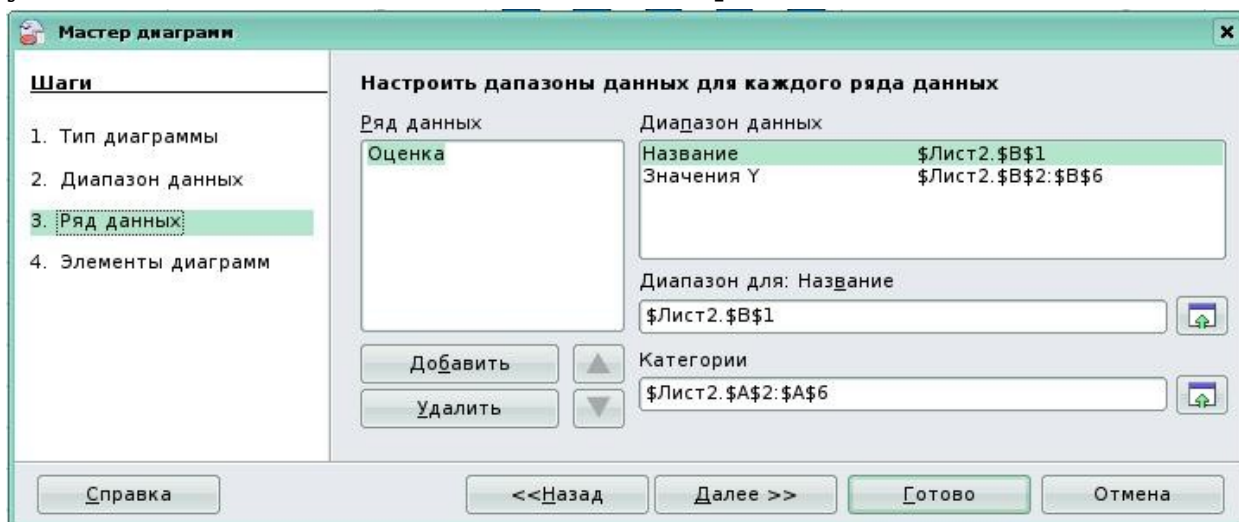 Мастер диаграмм
Шаги
1. Тип диаграммы
2. Диапазон данных
3. Ряд данных
4. Элементы диаграмм
Настроить дапазоны данных для каждого ряда данных
Ряд данных
Оценка
Диапазон данных
Название $Лист2.$B$1
Значения Y $Лист2.$B$2:$B$6
Диапазон для: Название
$Лист2.$B$1
Добавить
Удалить
Категории
$Лист2.$A$2:$A$6
Справка
<<Назад
Далее >>
Готово
Отмена